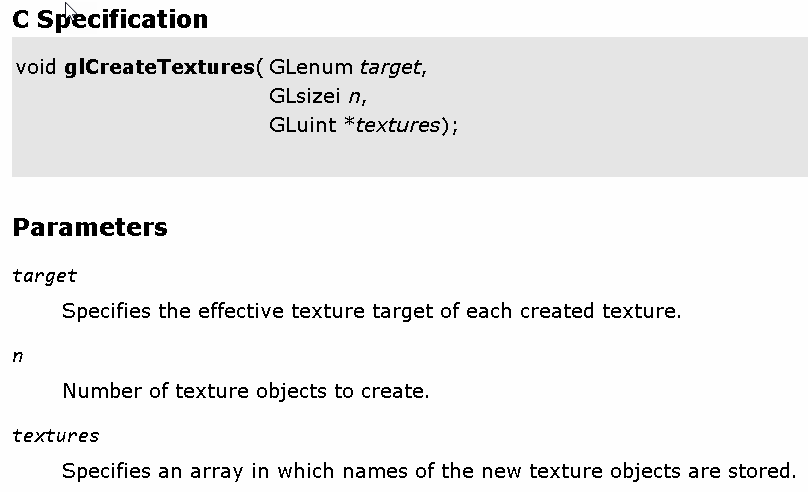 C Specification
void glCreateTextures( GLenum target,
GLsizei n,
GLuint *textures);
Parameters
target
Specifies the effective texture target of each created texture.
n
Number of texture objects to create.
textures
Specifies an array in which names of the new texture objects are stored.